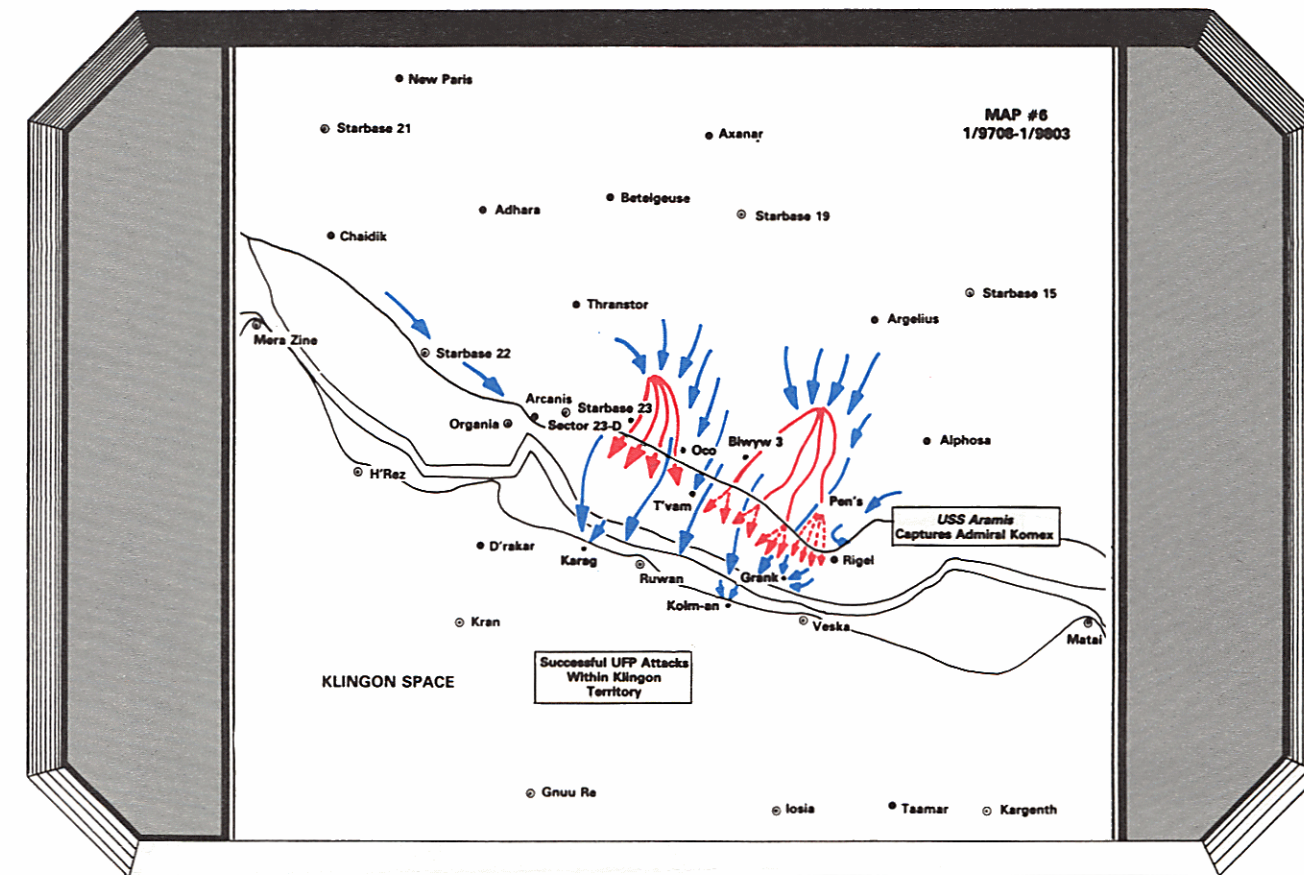 New Paris
MAP #6
1/9708-1/9803
Starbase 21
Axanar
Betelgeuse
Adhara
Starbase 19
Chaidik
Starbase 15
Thranstor
Argelius
Mera Zine
Starbase 22
Arcanis
Starbase 23
Organia
Sector 23-D
Alphosa
Biwyw 3
Oco
H'Rez
T'vam
Pen's
USS Aramis
Captures Admiral Komex
D'rakar
Karag
Rigel
Ruwan
Grank
Kolm-an
Kran
Veska
Matai
Successful UFP Attacks
Within Klingon
Territory
KLINGON SPACE
Gnuu Re
Iosia
Taamar
Kargenth